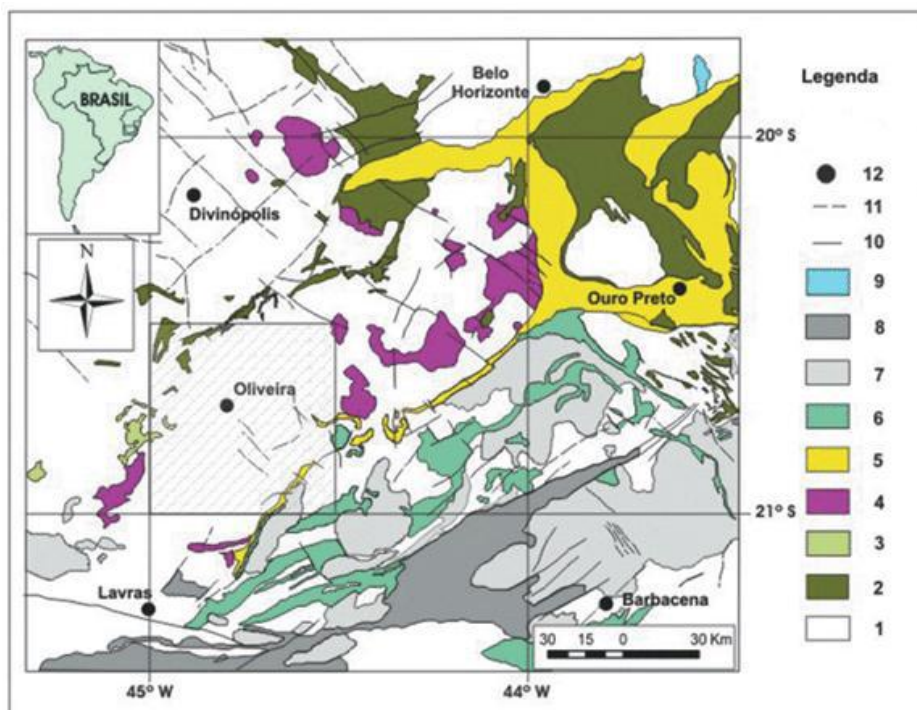 BRASIL
N
Belo
Horizonte
Divinópolis
Ouro Preto
Oliveira
Lavras
Barbacena
30 15 0 30 Km
20° S
21° S
45° W
44° W
Legenda
12
11
10
9
8
7
6
5
4
3
2
1